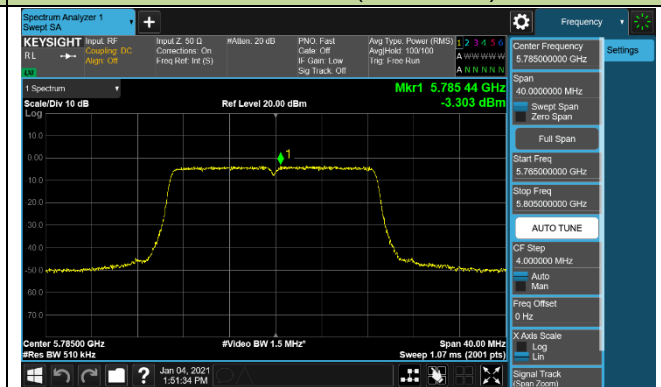 Spectrum Analyzer 1
Swept SA
Frequency
KEYSIGHT
RL
Input: RF
Coupling: DC
Align: Off
Input Z: 50 Ω
Corrections: On
Freq Ref: Int (S)
#Atten: 20 dB
PNO: Fast
Gate: Off
IF Gain: Low
Sig Track: Off
Avg Type: Power (RMS)
Avg|Hold: 100/100
Trig: Free Run
1 2 3 4 5 6
A W W W W W
A N N N N N
LW
Center Frequency
5.785000000 GHz
Settings
Span
40.0000000 MHz
Swept Span
Zero Span
Full Span
Start Freq
5.765000000 GHz
Stop Freq
5.805000000 GHz
AUTO TUNE
CF Step
4.000000 MHz
Auto
Man
Freq Offset
0 Hz
X Axis Scale
Log
Lin
Signal Track
(Span Zoom)
1 Spectrum
Scale/Div 10 dB
Ref Level 20.00 dBm
Mkr1 5.785 44 GHz
-3.303 dBm
Log
10.0
0.00
1
-10.0
-20.0
-30.0
-40.0
-50.0
-60.0
-70.0
Center 5.78500 GHz
#Video BW 1.5 MHz*
Span 40.00 MHz
#Res BW 510 kHz
Sweep 1.07 ms (2001 pts)
?
Jan 04, 2021
1:51:34 PM